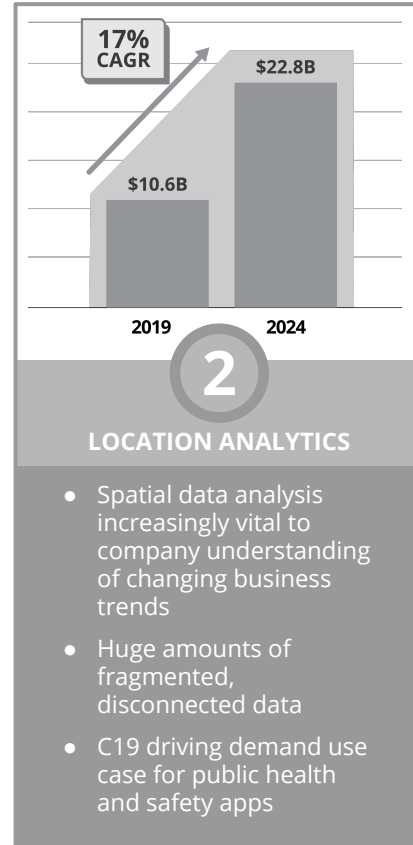 17%
CAGR
$22.8B
$10.6B
2019 2024
2
LOCATION ANALYTICS
● Spatial data analysis
increasingly vital to
company understanding
of changing business
trends
● Huge amounts of
fragmented,
disconnected data
● C19 driving demand use
case for public health
and safety apps